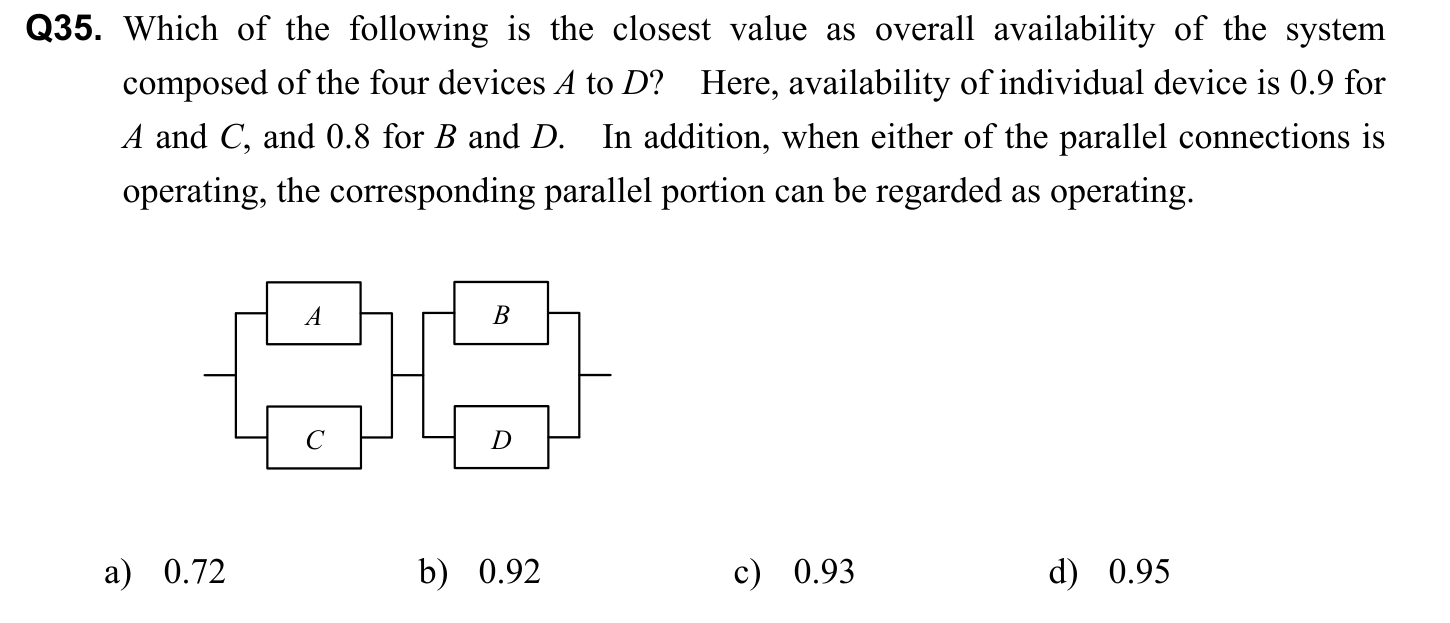 Q35. Which of the following is the closest value as overall availability of the system
composed of the four devices A to D? Here, availability of individual device is 0.9 for
A and C, and 0.8 for B and D. In addition, when either of the parallel connections is
operating, the corresponding parallel portion can be regarded as operating.
A B
C D
a) 0.72 b) 0.92 c) 0.93 d) 0.95